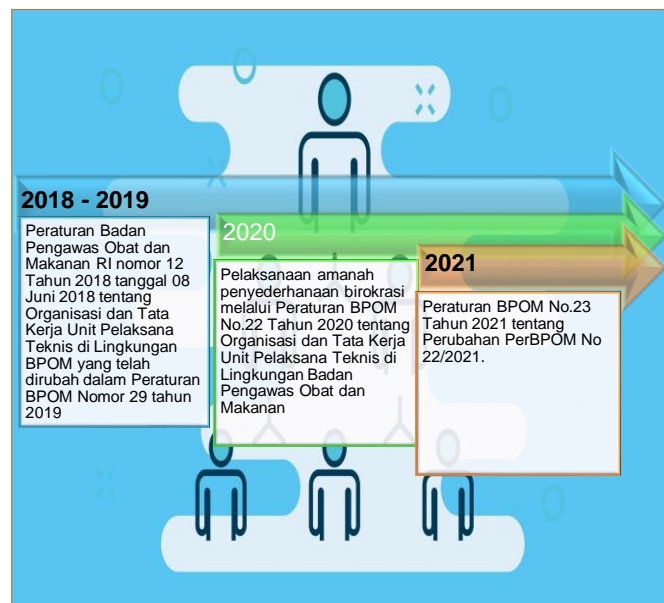 2018 - 2019
Peraturan Badan
Pengawas Obat dan
Makanan RI nomor 12
Tahun 2018 tanggal 08
Juni 2018 tentang
Organisasi dan Tata
Kerja Unit Pelaksana
Teknis di Lingkungan
BPOM yang telah
dirubah dalam Peraturan
BPOM Nomor 29 tahun
2019
2020
Pelaksanaan amanah
penyederhanaan birokrasi
melalui Peraturan BPOM
No.22 Tahun 2020 tentang
Organisasi dan Tata Kerja
Unit Pelaksana Teknis di
Lingkungan Badan
Pengawas Obat dan
Makanan
2021
Peraturan BPOM No.23
Tahun 2021 tentang
Perubahan PerBPOM No
22/2021.